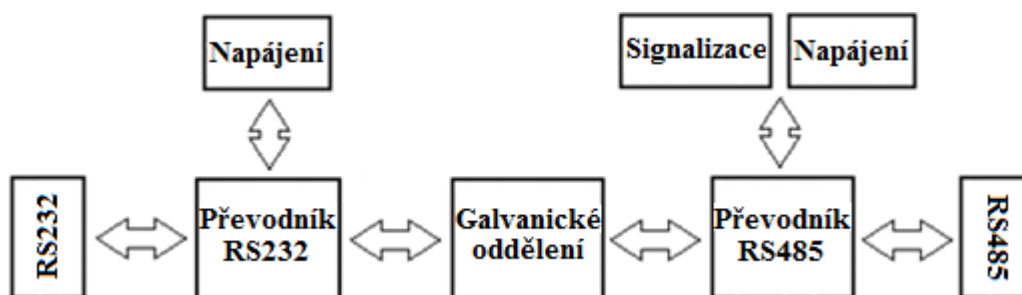 Napájení
Signalizace
Napájení
RS232
Převodník
RS232
Galvanické
oddělení
Převodník
RS485
RS485